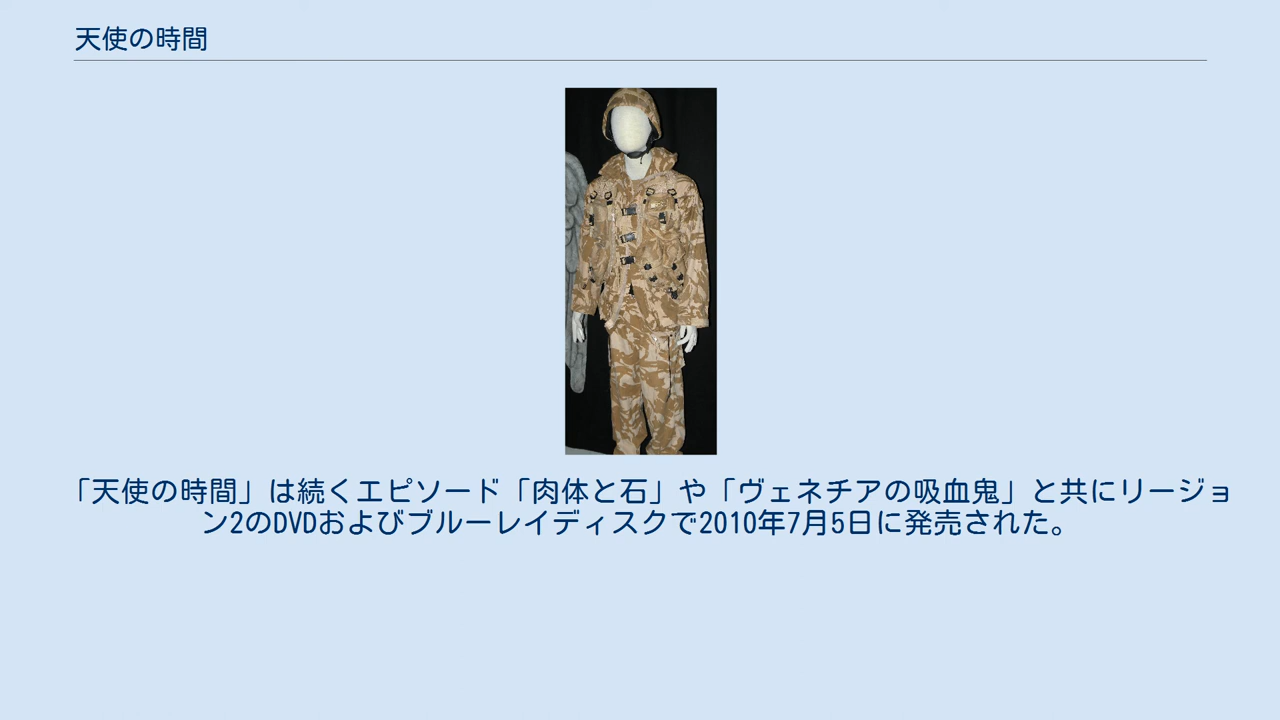 天使の時間
「天使の時間」は続くエピソード「肉体と石」や「ヴェネチアの吸血鬼」と共にリージョ
ン2のDVDおよびブルーレイディスクで2010年7月5日に発売された。